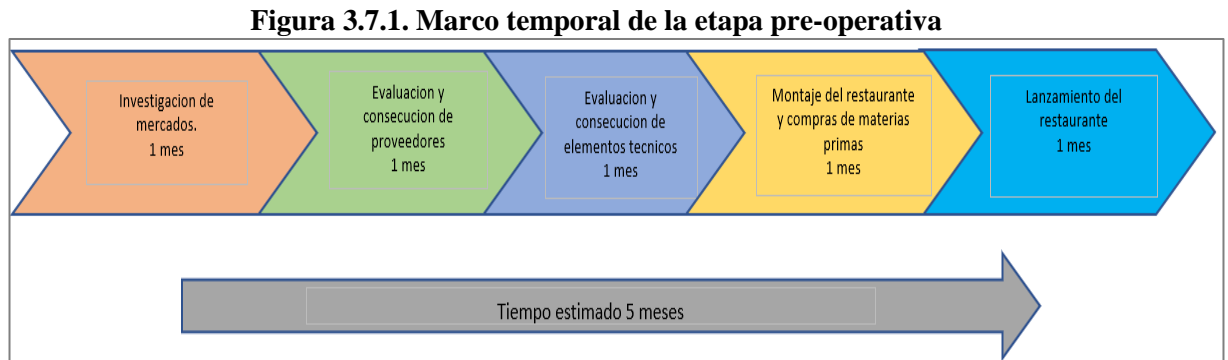 Figura 3.7.1. Marco temporal de la etapa pre-operativa
Investigacion de
mercados.
1 mes
Evaluacion y
consecucion de
proveedores
1 mes
Evaluacion y
consecucion de
elementos tecnicos
1 mes
Montaje del restaurante
y compras de materias
primas
1 mes
Lanzamiento del
restaurante
1 mes
Tiempo estimado 5 meses